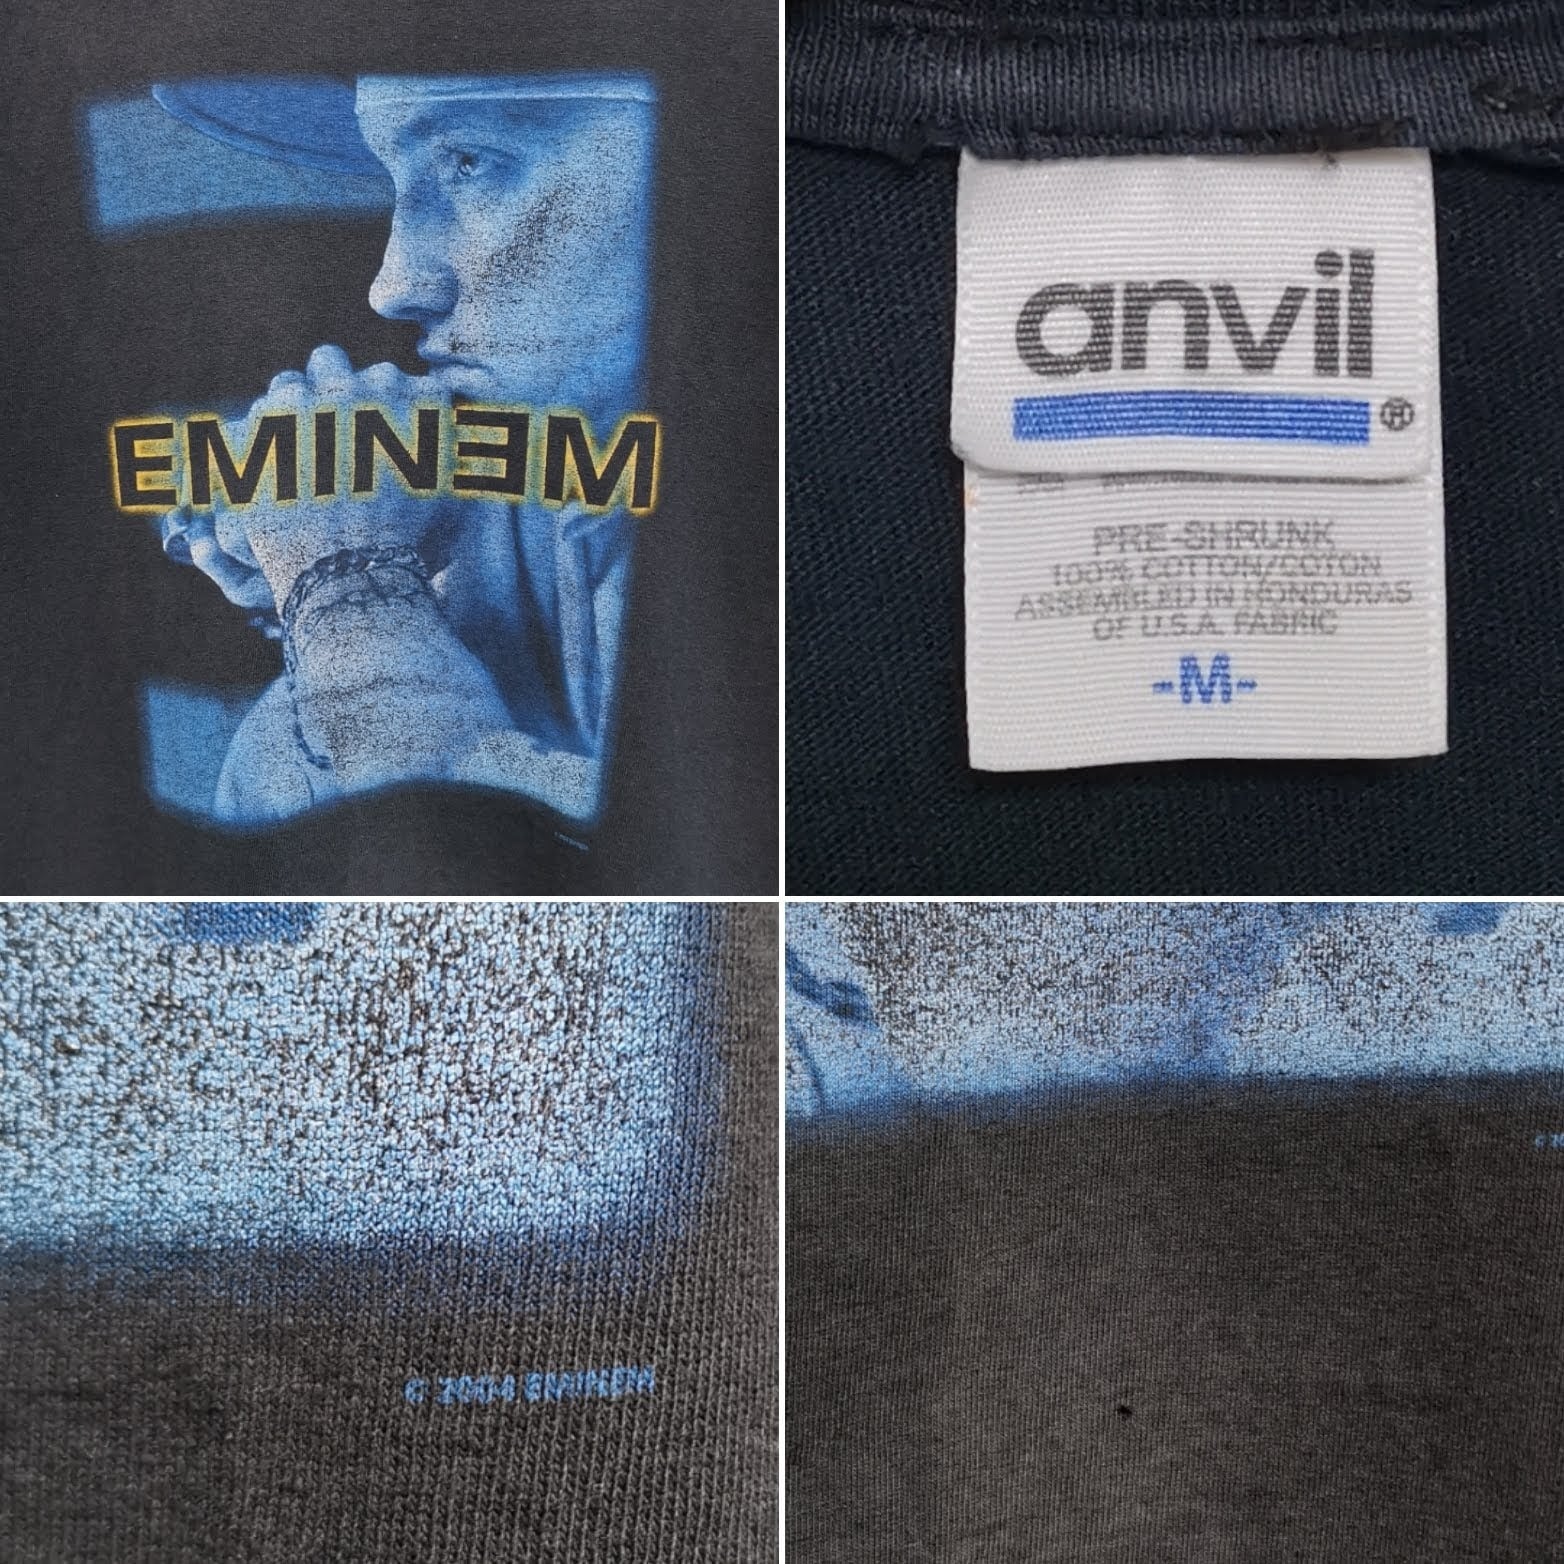 EMINƎM
anvil
®
PRE-SHRUNK
100% COTTON/COTON
ASSEMBLED IN HONDURAS
OF U.S.A. FABRIC
-M-
© 2004 EMINEM